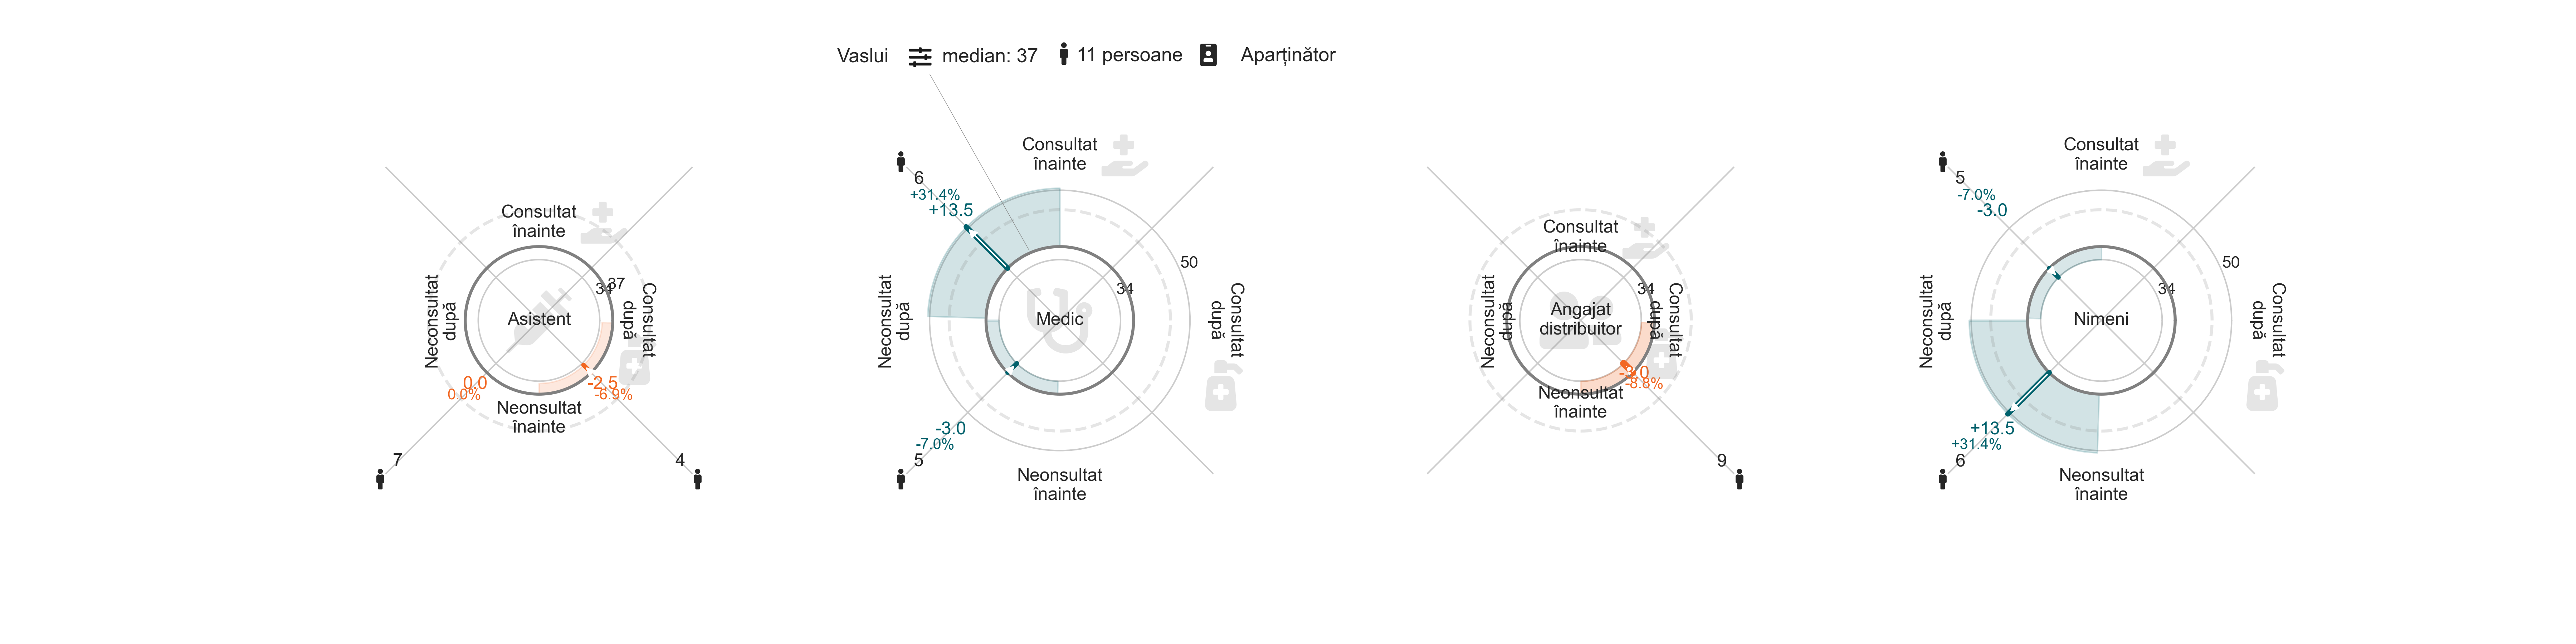 Vaslui median: 37 11 persoane Aparținător
Consultat
înainte
Neconsultat
după
Asistent
34
37
Consultat
după
0.0
0.0%
-2.5
-6.9%
Neonsultat
înainte
7
4
Consultat
înainte
6
+31.4%
+13.5
50
34
Neconsultat
după
Medic
Consultat
după
-3.0
-7.0%
5
Neonsultat
înainte
Consultat
înainte
Neconsultat
după
Angajat
distribuitor
34
Consultat
după
-3.0
-8.8%
Neonsultat
înainte
9
Consultat
înainte
5
-7.0%
-3.0
50
34
Neconsultat
după
Nimeni
Consultat
după
+13.5
+31.4%
6
Neonsultat
înainte